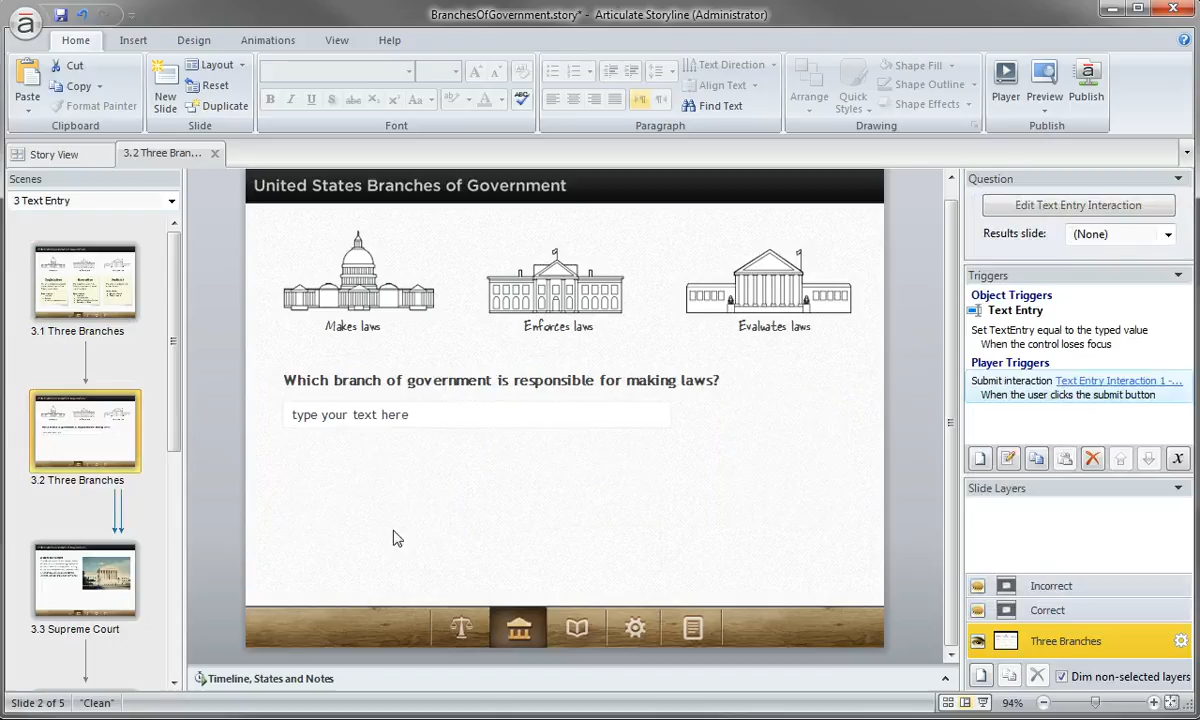 BranchesOfGovernment.story* - Articulate Storyline (Administrator)
Home
Insert
Design
Animations
View
Help
Paste
Cut
Copy
Format Painter
Clipboard
New
Slide
Layout
Reset
Duplicate
Slide
B I U S abc
Aa
A
ABC
Font
Text Direction
Align Text
Find Text
Paragraph
Arrange
Quick
Styles
Shape Fill
Shape Outline
Shape Effects
Drawing
Player
Preview
Publish
Publish
Story View
3.2 Three Bran...
Scenes
3 Text Entry
3.1 Three Branches
3.2 Three Branches
3.3 Supreme Court
United States Branches of Government
Makes laws
Enforces laws
Evaluates laws
Which branch of government is responsible for making laws?
type your text here
Timeline, States and Notes
Question
Edit Text Entry Interaction
Results slide:
(None)
Triggers
Object Triggers
Text Entry
Set TextEntry equal to the typed value
When the control loses focus
Player Triggers
Submit interaction Text Entry Interaction 1 -...
When the user clicks the submit button
x
Slide Layers
Incorrect
Correct
Three Branches
Dim non-selected layers
Slide 2 of 5
"Clean"
94%